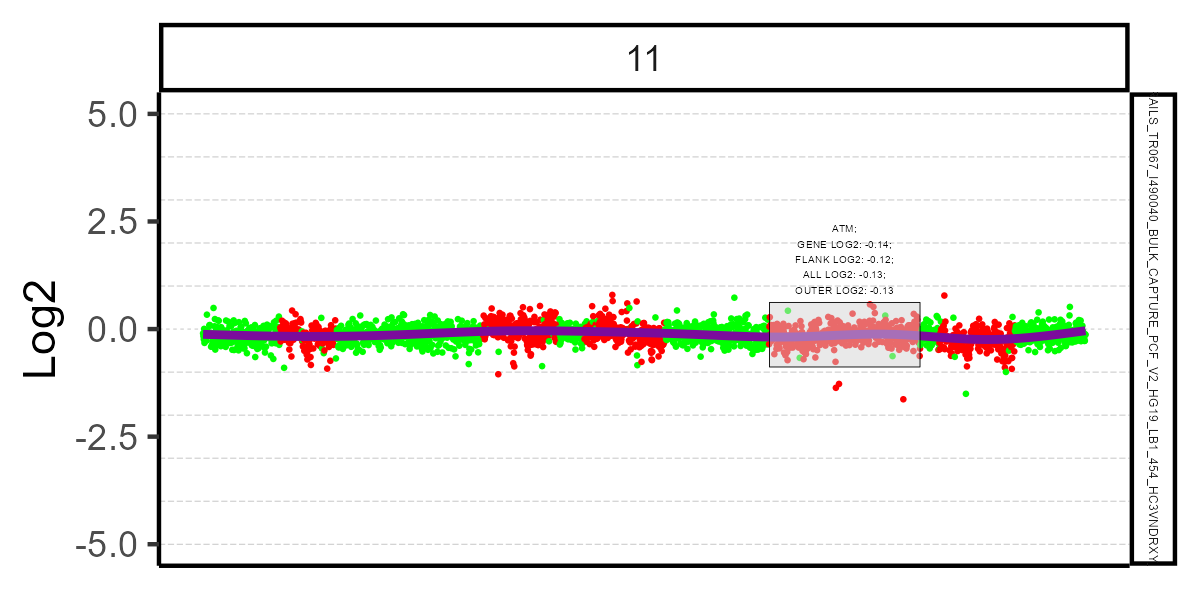 11
5.0
2.5
0.0
-2.5
-5.0
Log2
ATM;
GENE LOG2: -0.14;
FLANK LOG2: -0.12;
ALL LOG2: -0.13;
OUTER LOG2: -0.13
AILS_TR067_I490040_BULK_CAPTURE_PCF_V2_HG19_LB1_454_HC3VNDRXY